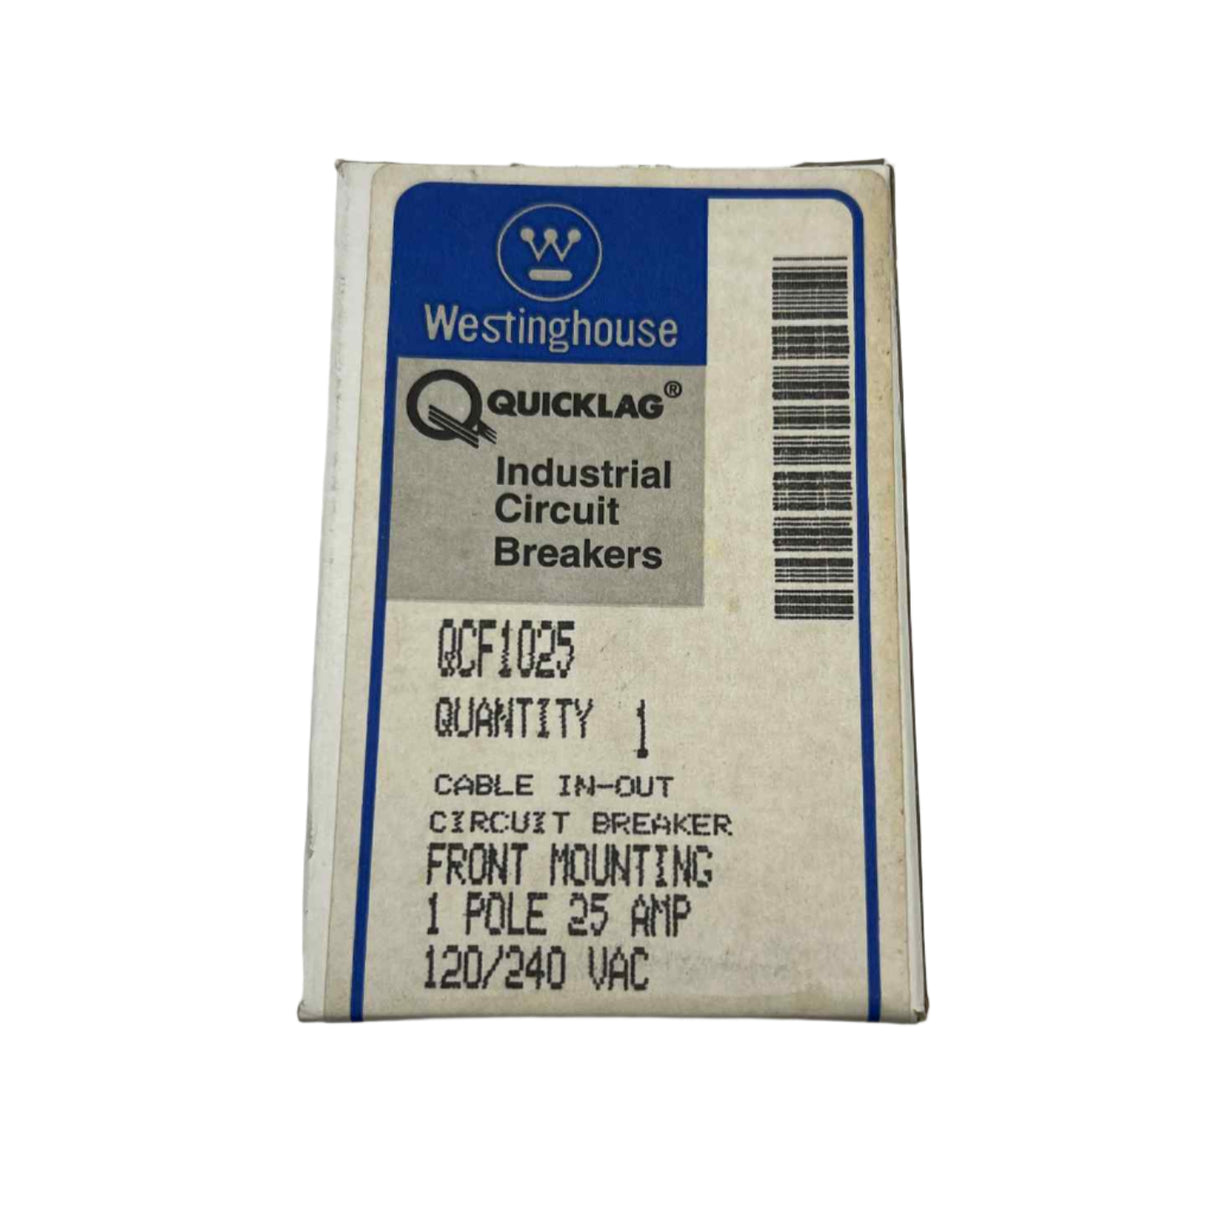 W
Westinghouse
Q QUICKLAG®
Industrial
Circuit
Breakers
QCF1025
QUANTITY 1
CABLE IN-OUT
CIRCUIT BREAKER
FRONT MOUNTING
1 POLE 25 AMP
120/240 VAC